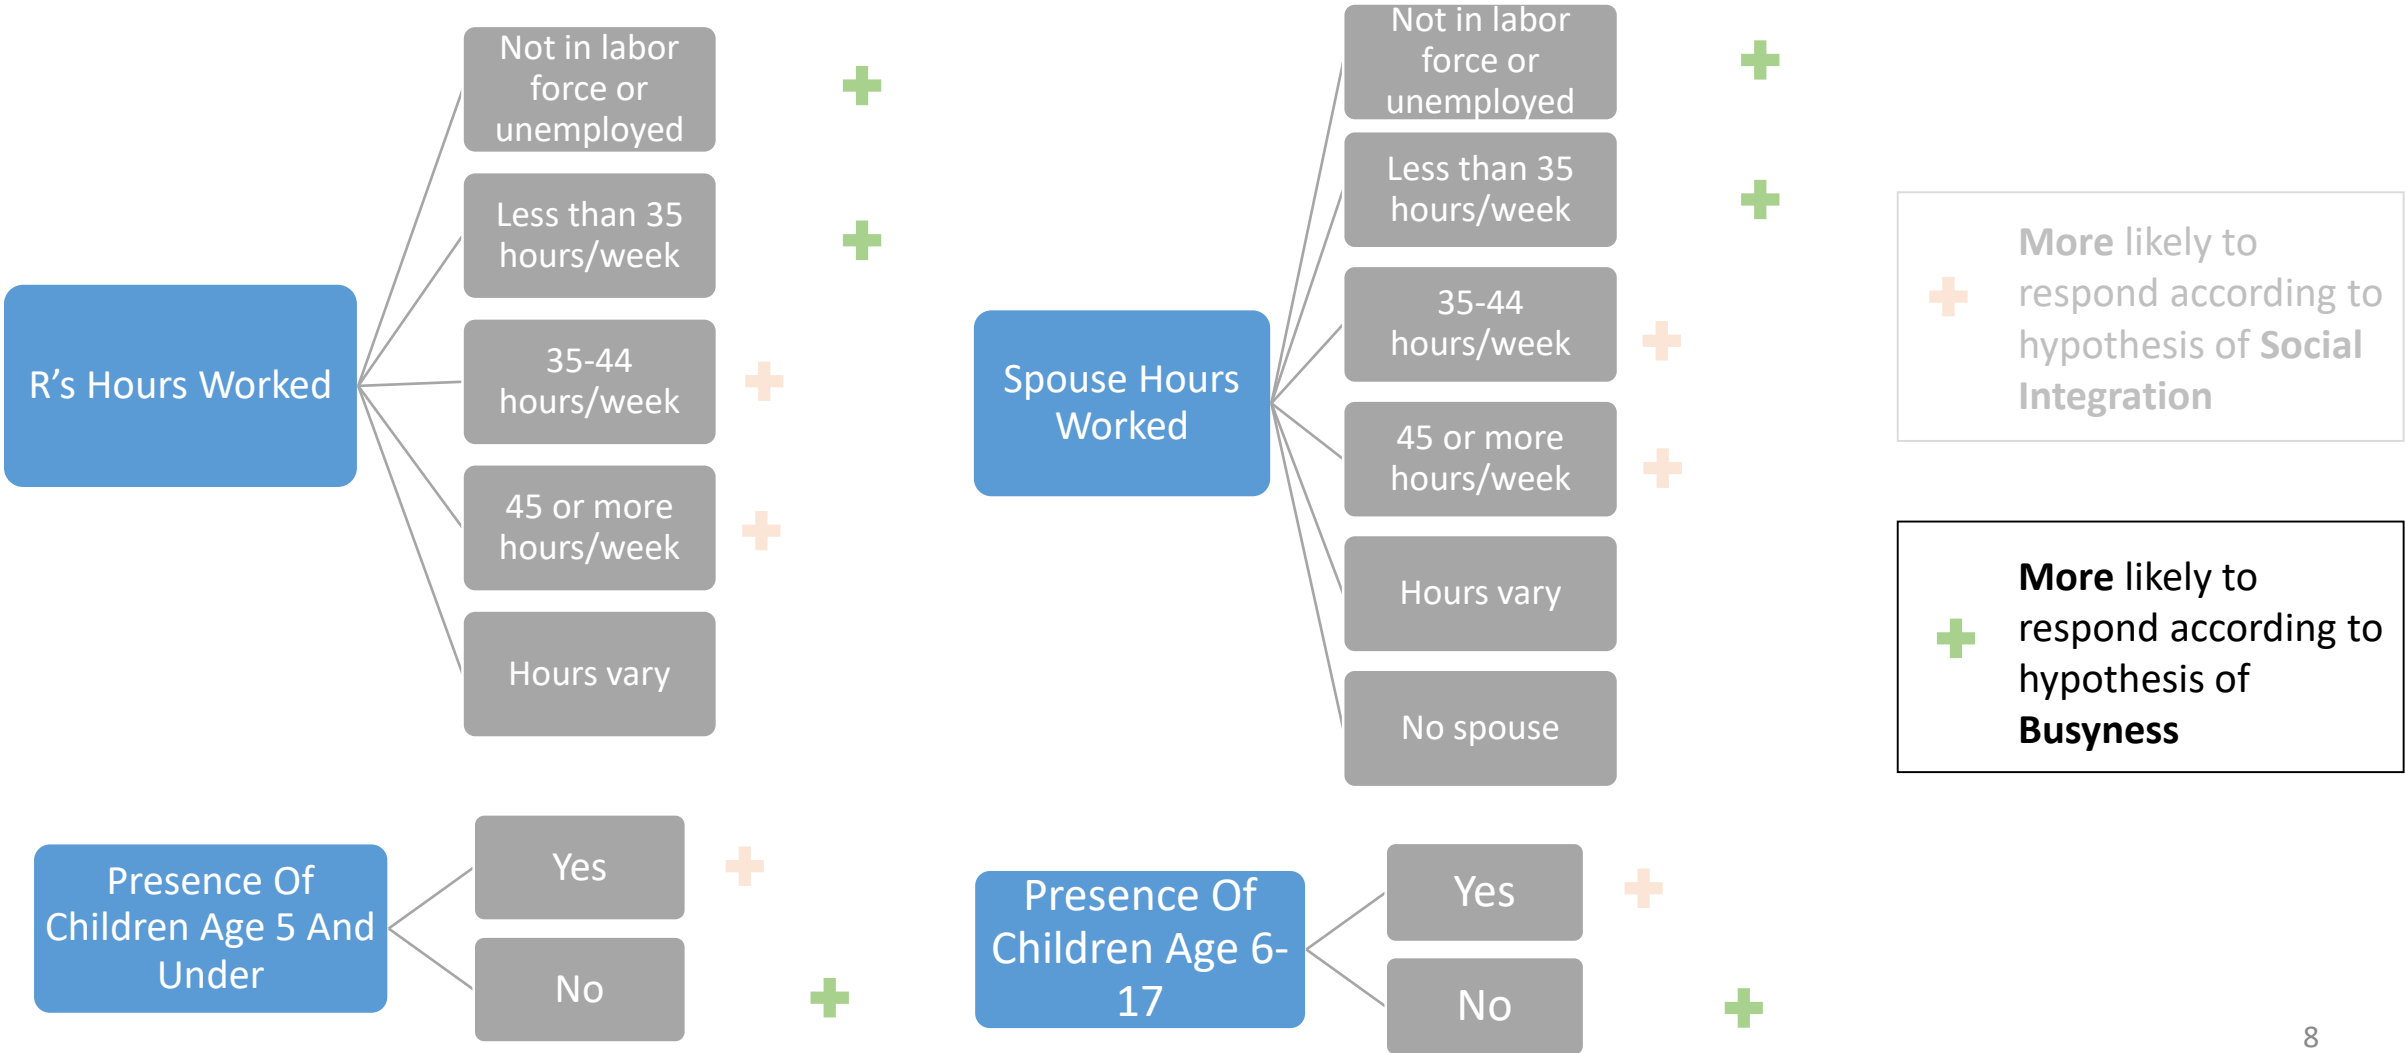 R's Hours Worked
Not in labor
force or
unemployed
Less than 35
hours/week
35-44
hours/week
45 or more
hours/week
Hours vary
Spouse Hours
Worked
Not in labor
force or
unemployed
Less than 35
hours/week
35-44
hours/week
45 or more
hours/week
Hours vary
No spouse
More likely to
respond according to
hypothesis of Social
Integration
More likely to
respond according to
hypothesis of
Busyness
Presence Of
Children Age 5 And
Under
Yes
No
Presence Of
Children Age 6-
17
Yes
No
8